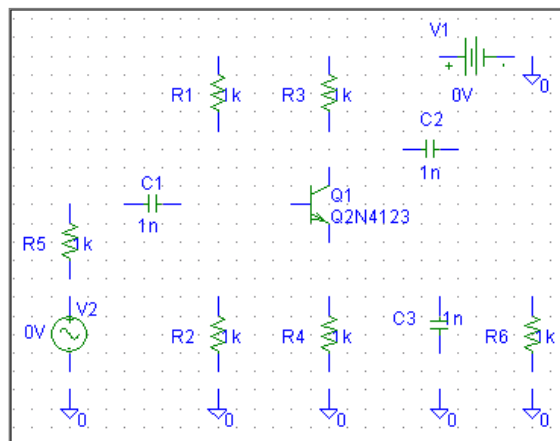 V1
+ -
0V
0
R1 1k
R3 1k
C2
1n
C1
1n
Q1
Q2N4123
R5 1k
V2
0V
R2 1k
R4 1k
C3 1n
R6 1k
0 0 0 0 0